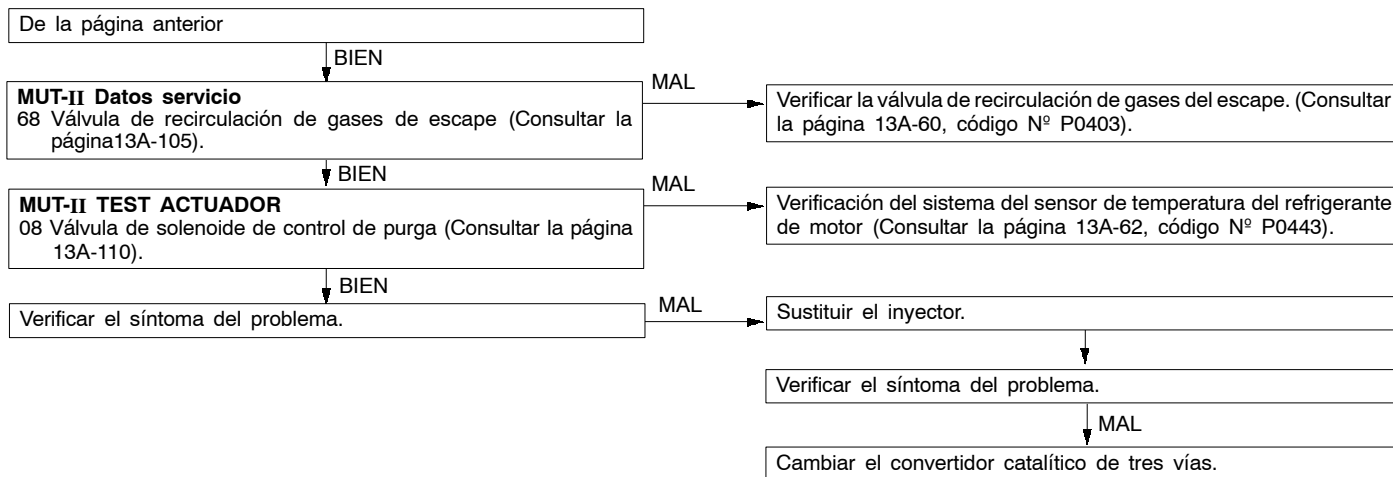 De la página anterior
BIEN
MUT-II Datos servicio
MAL
68 Válvula de recirculación de gases de escape (Consultar la
página13A-105).
Verificar la válvula de recirculación de gases del escape. (Consultar
la página 13A-60, código Nº P0403).
BIEN
MUT-II TEST ACTUADOR
MAL
08 Válvula de solenoide de control de purga (Consultar la página
13A-110).
Verificación del sistema del sensor de temperatura del refrigerante
de motor (Consultar la página 13A-62, código Nº P0443).
BIEN
Verificar el síntoma del problema.
MAL
Sustituir el inyector.
Verificar el síntoma del problema.
MAL
Cambiar el convertidor catalítico de tres vías.